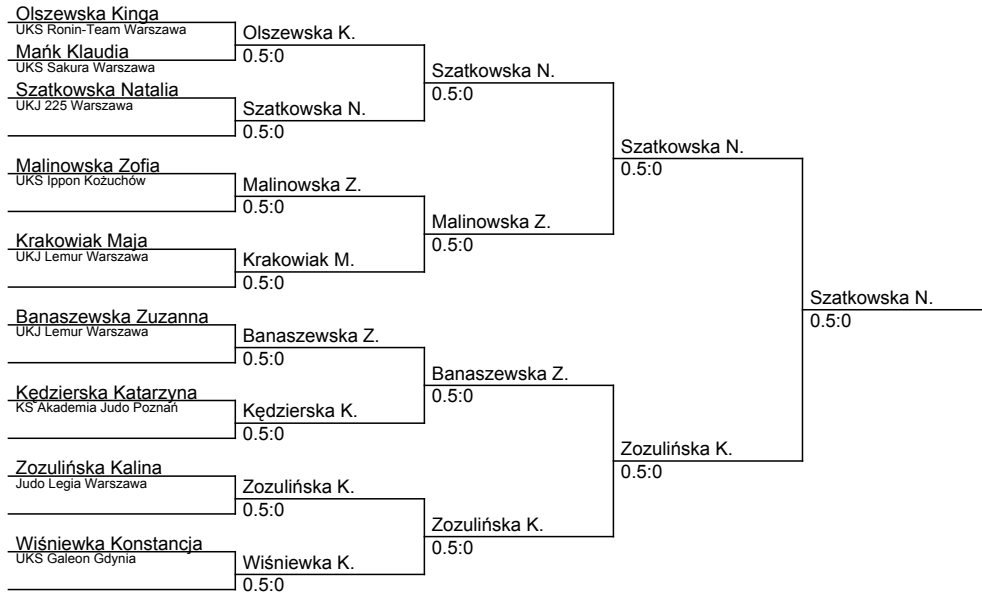 Olszewska Kinga
UKS Ronin-Team Warszawa
Mańk Klaudia
UKS Sakura Warszawa
Szatkowska Natalia
UKJ 225 Warszawa
Malinowska Zofia
UKS Ippon Kożuchów
Krakowiak Maja
UKJ Lemur Warszawa
Banaszewska Zuzanna
UKJ Lemur Warszawa
Kędzierska Katarzyna
KS Akademia Judo Poznań
Zozulińska Kalina
Judo Legia Warszawa
Wiśniewka Konstancja
UKS Galeon Gdynia
Olszewska K.
0.5:0
Szatkowska N.
0.5:0
Malinowska Z.
0.5:0
Krakowiak M.
0.5:0
Banaszewska Z.
0.5:0
Kędzierska K.
0.5:0
Zozulińska K.
0.5:0
Wiśniewka K.
0.5:0
Szatkowska N.
0.5:0
Malinowska Z.
0.5:0
Banaszewska Z.
0.5:0
Zozulińska K.
0.5:0
Szatkowska N.
0.5:0
Zozulińska K.
0.5:0
Szatkowska N.
0.5:0